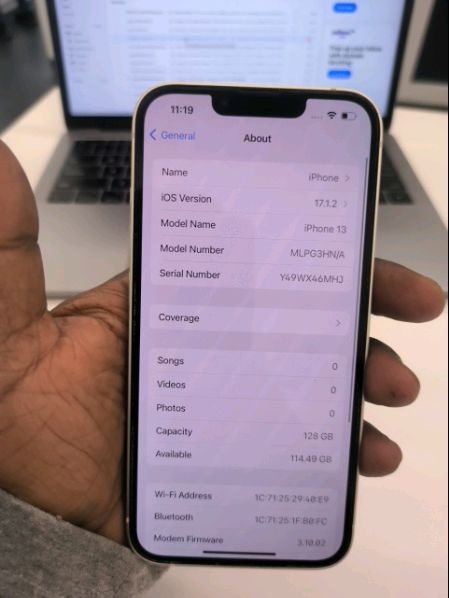 11:19
General
About
Name iPhone
iOS Version 17.1.2
Model Name iPhone 13
Model Number MLPG3HN/A
Serial Number Y49WX46MHJ
Coverage
Songs 0
Videos 0
Photos 0
Capacity 128 GB
Available 114.49 GB
Wi-Fi Address 1C:71:25:29:40:E9
Bluetooth 1C:71:25:1F:B0:FC
Modem Firmware 3.10.02